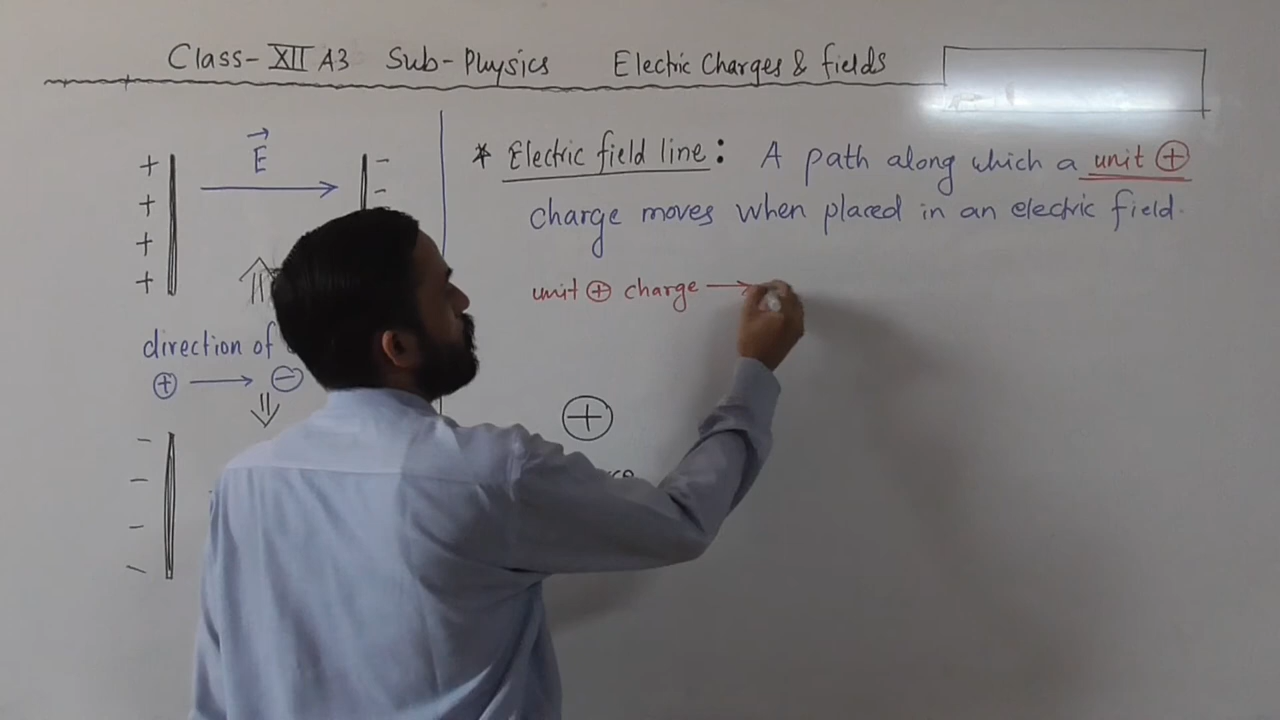 Class-XII A3 Sub-Physics Electric Charges & fields
+ E -
+ -
+
+
direction of
⊕ ⟶ ⊖
-
-
-
-
* Electric field line: A path along which a unit ⊕
charge moves when placed in an electric field.
unit ⊕ charge ⟶
⊕